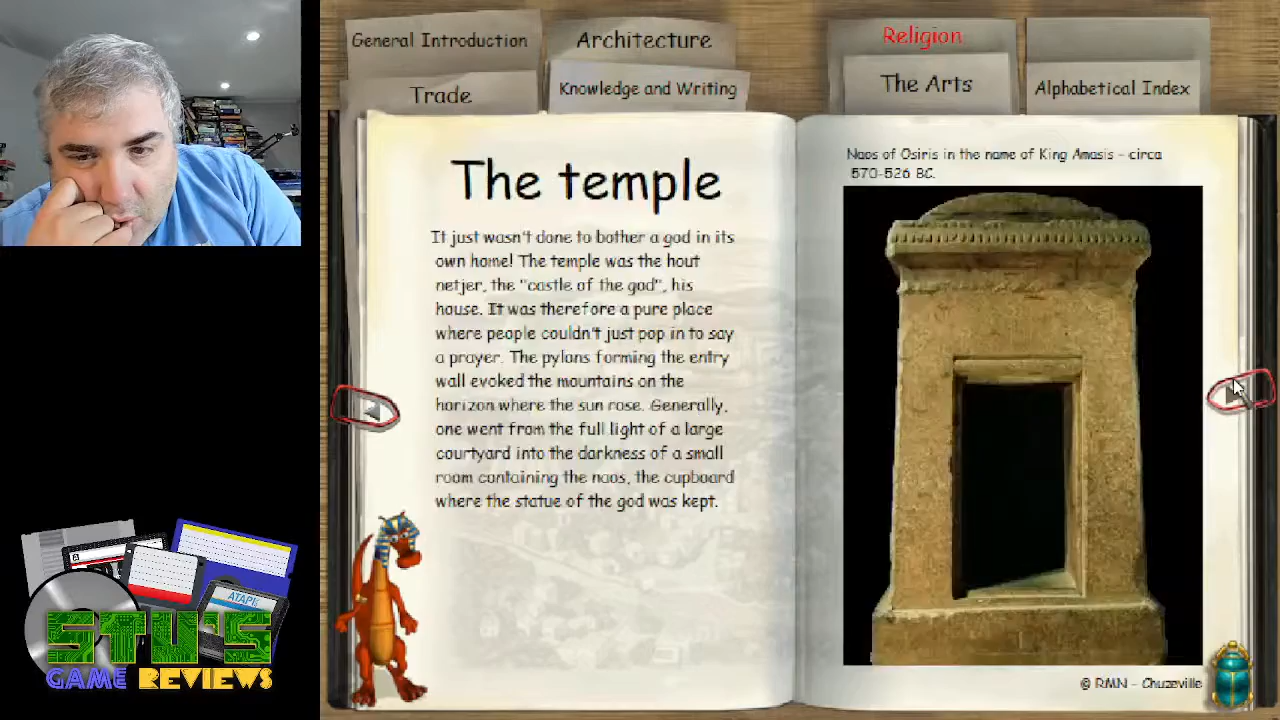 General Introduction
Architecture
Religion
Trade
Knowledge and Writing
The Arts
Alphabetical Index
The temple
It just wasn't done to bother a god in its
own home! The temple was the hout
netjer, the "castle of the god", his
house. It was therefore a pure place
where people couldn't just pop in to say
a prayer. The pylons forming the entry
wall evoked the mountains on the
horizon where the sun rose. Generally,
one went from the full light of a large
courtyard into the darkness of a small
room containing the naos, the cupboard
where the statue of the god was kept.
Naos of Osiris in the name of King Amasis - circa
570-526 BC.
© RMN - Chuzeville
ATARI
STU'S
GAME REVIEWS